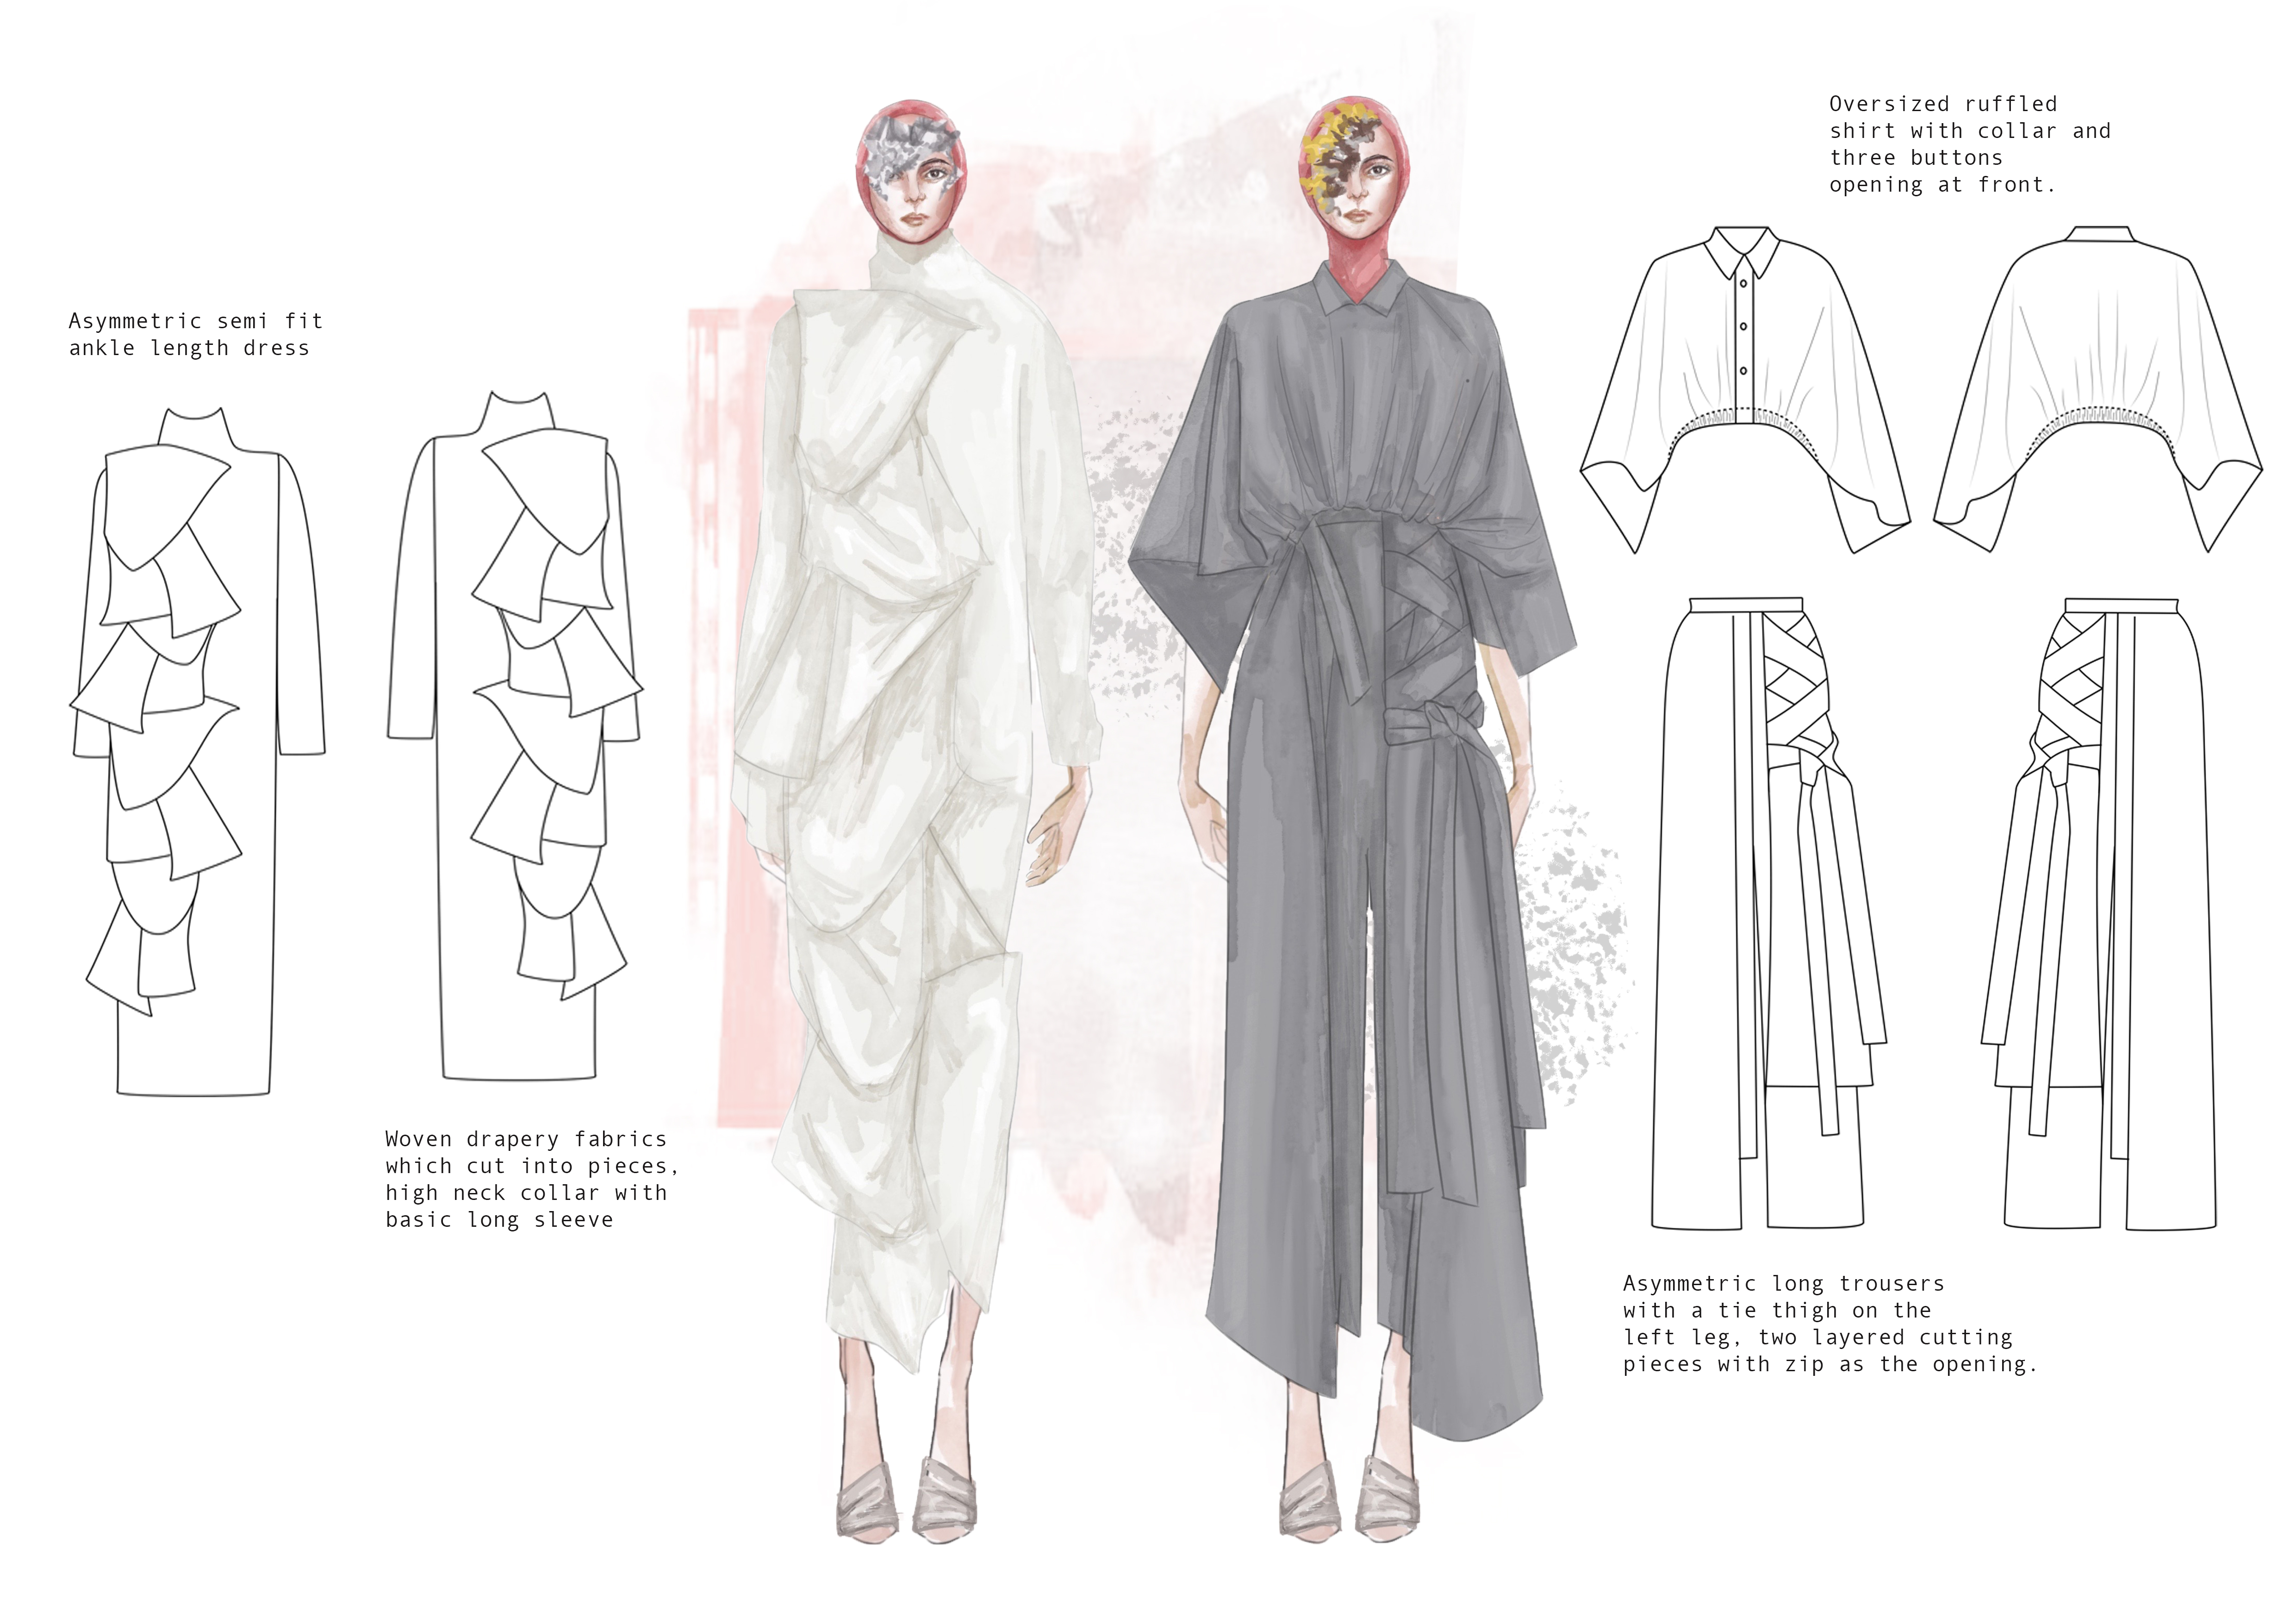 Asymmetric semi fit
ankle length dress
Woven drapery fabrics
which cut into pieces,
high neck collar with
basic long sleeve
Oversized ruffled
shirt with collar and
three buttons
opening at front.
Asymmetric long trousers
with a tie thigh on the
left leg, two layered cutting
pieces with zip as the opening.